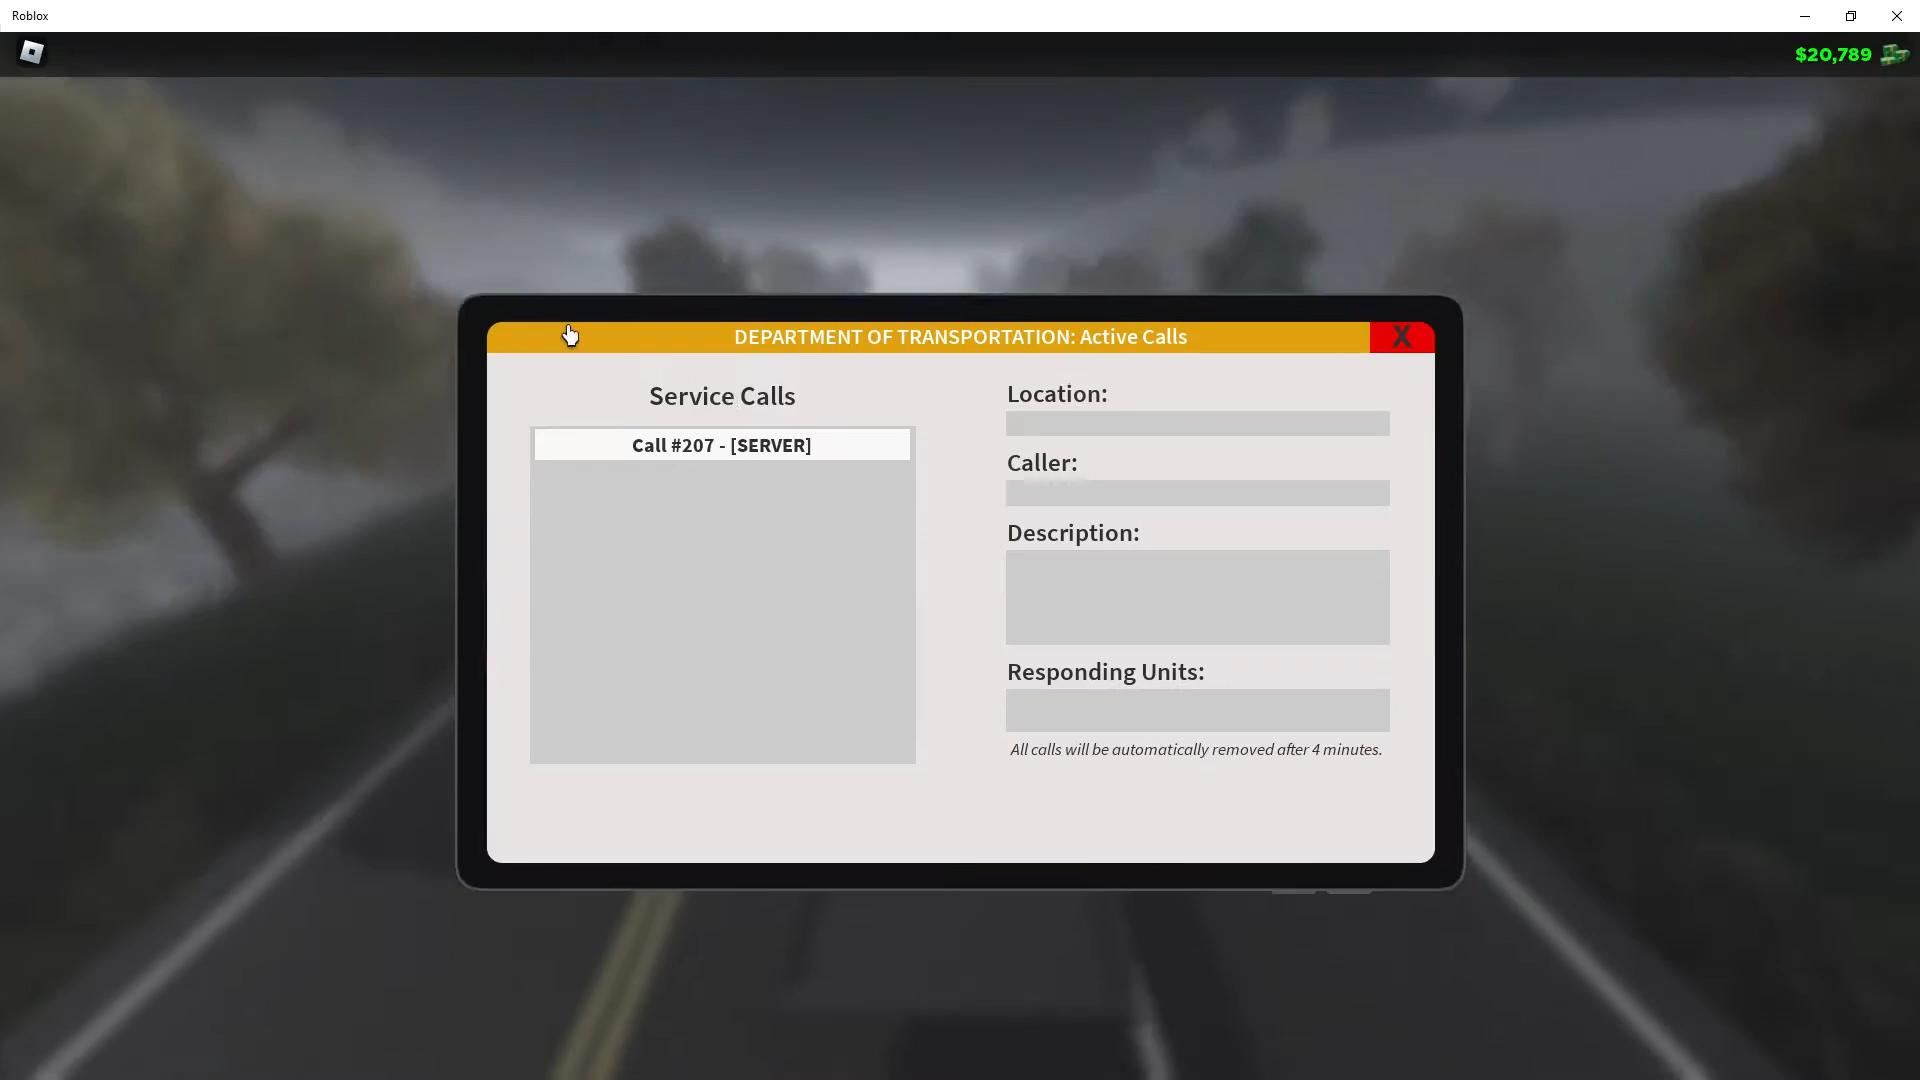 Roblox
$20,789
DEPARTMENT OF TRANSPORTATION: Active Calls
X
Service Calls
Call #207 - [SERVER]
Location:
Caller:
Description:
Responding Units:
All calls will be automatically removed after 4 minutes.